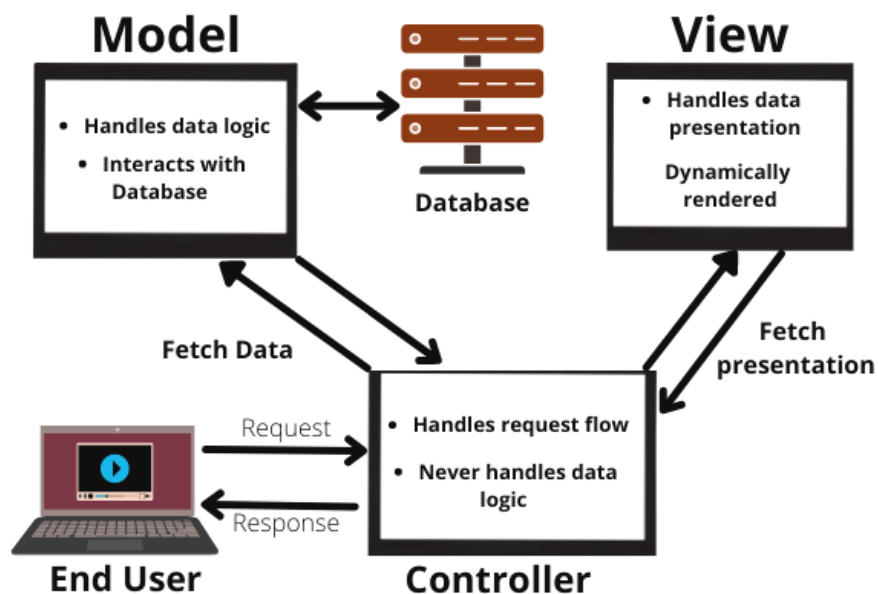 Model
View
• Handles data logic
• Interacts with
Database
Database
• Handles data
presentation
Dynamically
rendered
Fetch Data
Fetch
presentation
Request
Response
• Handles request flow
• Never handles data
logic
End User
Controller